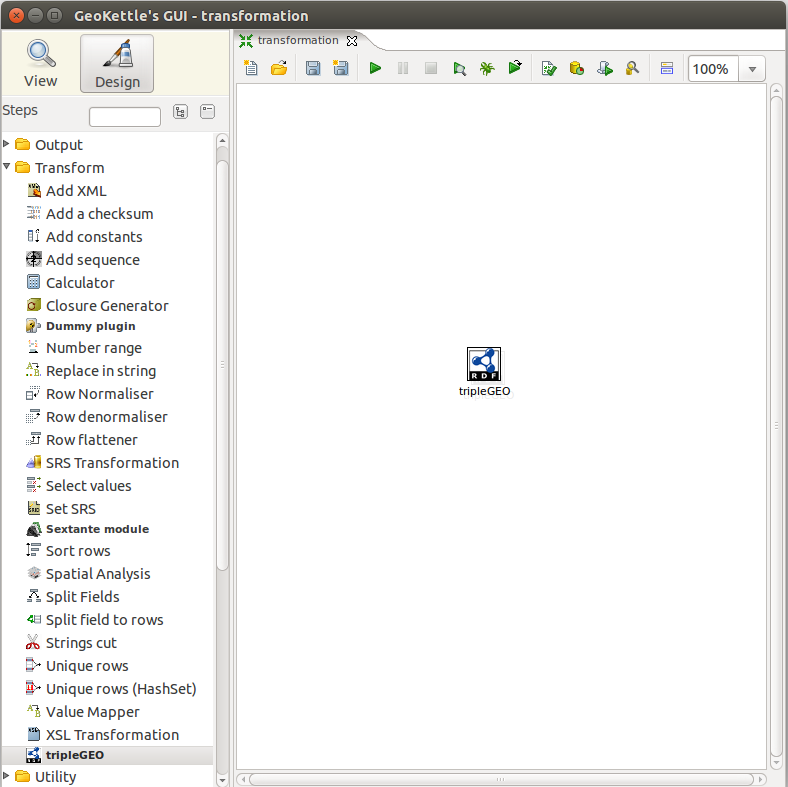 GeoKettle's GUI - transformation
View
Design
transformation
Steps
100%
Output
Transform
Add XML
Add a checksum
Add constants
Add sequence
Calculator
Closure Generator
Dummy plugin
Number range
Replace in string
Row Normaliser
Row denormaliser
Row flattener
SRS Transformation
Select values
Set SRS
Sextante module
Sort rows
Spatial Analysis
Split Fields
Split field to rows
Strings cut
Unique rows
Unique rows (HashSet)
Value Mapper
XSL Transformation
tripleGEO
Utility
RDF
tripleGEO